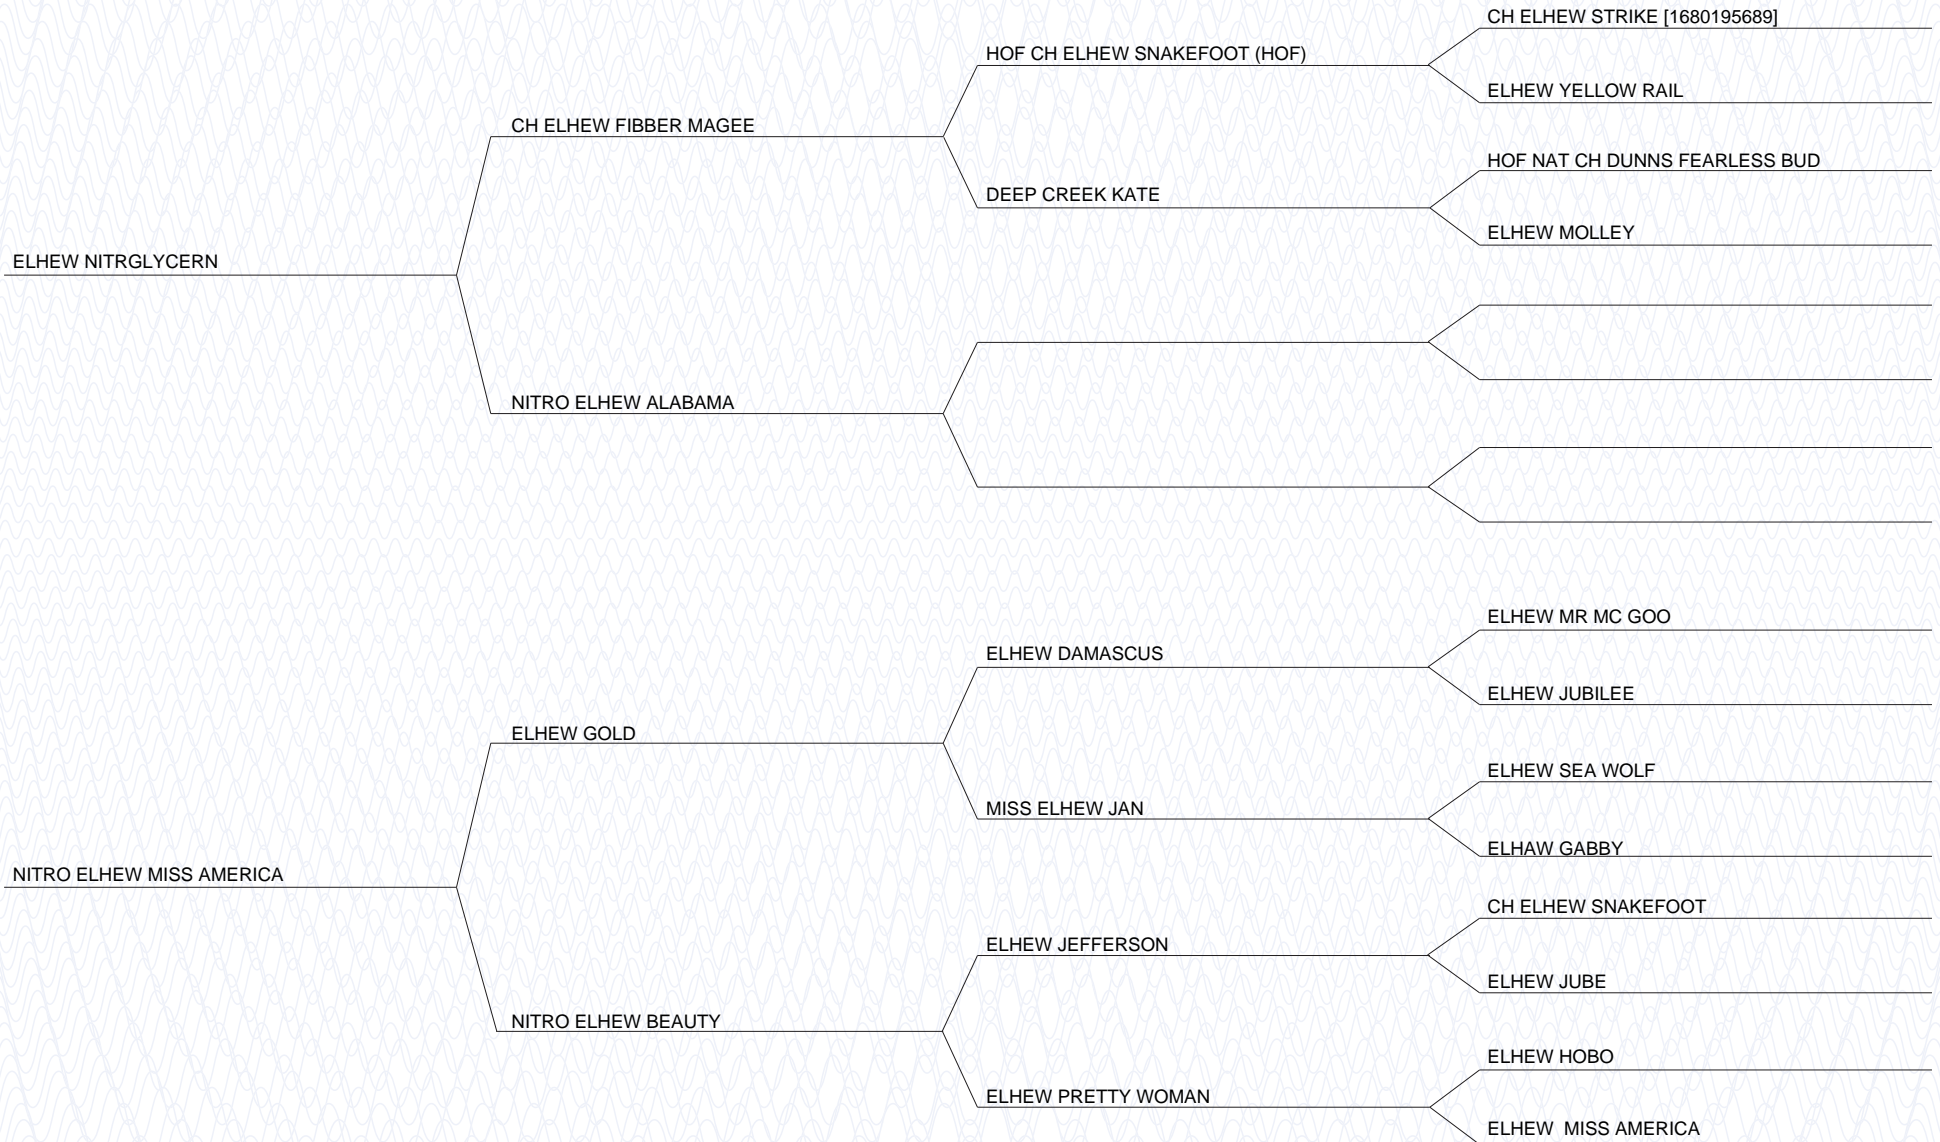 CH ELHEW STRIKE [1680195689]
HOF CH ELHEW SNAKEFOOT (HOF)
ELHEW YELLOW RAIL
CH ELHEW FIBBER MAGEE
HOF NAT CH DUNNS FEARLESS BUD
DEEP CREEK KATE
ELHEW MOLLEY
ELHEW NITRGLYCERN
NITRO ELHEW ALABAMA
ELHEW MR MC GOO
ELHEW DAMASCUS
ELHEW JUBILEE
ELHEW GOLD
ELHEW SEA WOLF
MISS ELHEW JAN
ELHAW GABBY
NITRO ELHEW MISS AMERICA
CH ELHEW SNAKEFOOT
ELHEW JEFFERSON
ELHEW JUBE
NITRO ELHEW BEAUTY
ELHEW HOBO
ELHEW PRETTY WOMAN
ELHEW  MISS AMERICA